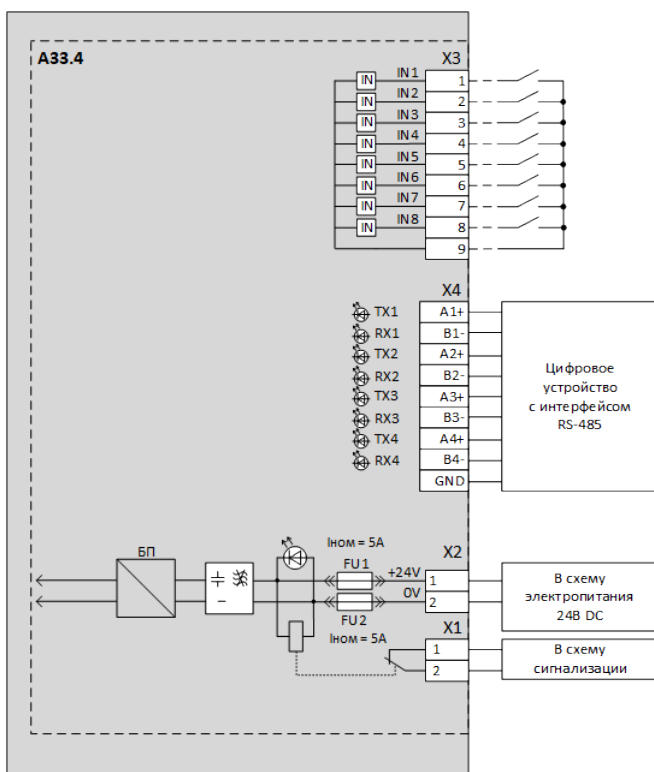 A33.4
X3
IN IN1 1
IN IN2 2
IN IN3 3
IN IN4 4
IN IN5 5
IN IN6 6
IN IN7 7
IN IN8 8
9
X4
TX1 A1+
RX1 B1-
TX2 A2+
RX2 B2-
TX3 A3+
RX3 B3-
TX4 A4+
RX4 B4-
GND
Цифровое
устройство
с интерфейсом
RS-485
БП
Iном = 5А
FU1
+24V
0V
FU2
Iном = 5А
X2
1
2
В схему
электропитания
24В DC
X1
1
2
В схему
сигнализации